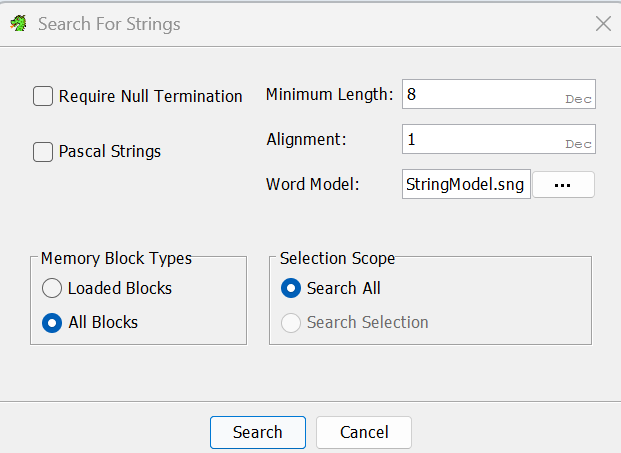 Search For Strings
Require Null Termination
Minimum Length: 8 Dec
Pascal Strings
Alignment: 1 Dec
Word Model: StringModel.sng ...
Memory Block Types
Loaded Blocks
All Blocks
Selection Scope
Search All
Search Selection
Search
Cancel